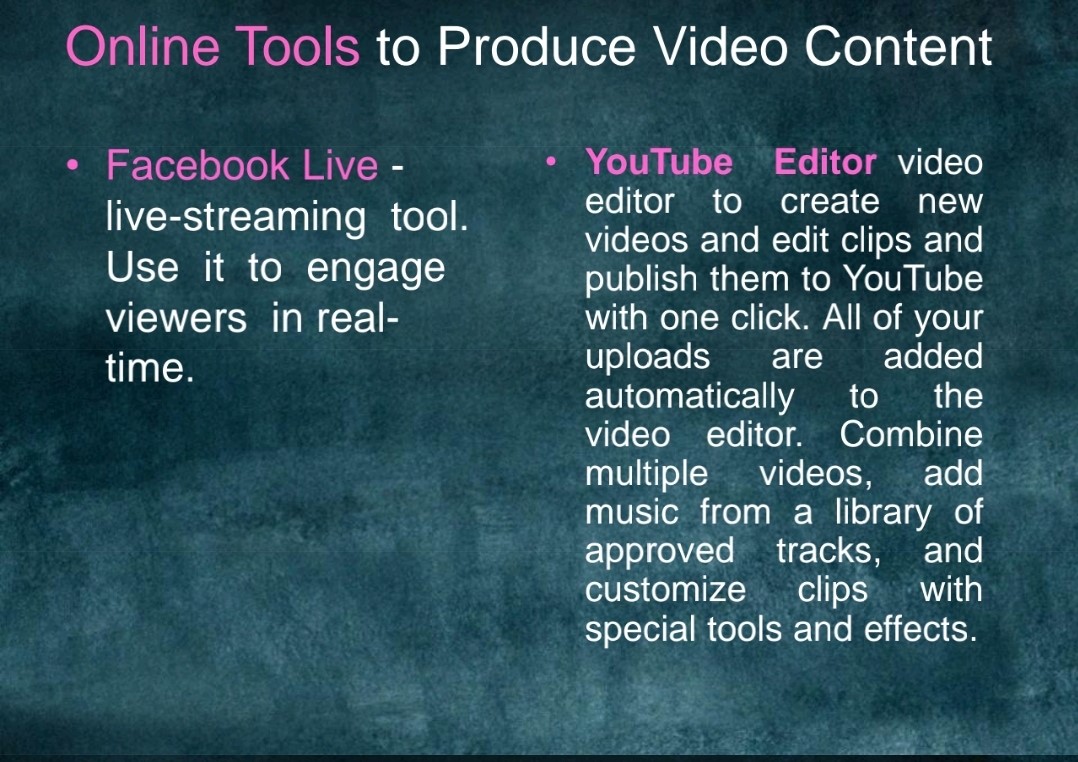 Online Tools to Produce Video Content
• Facebook Live -
live-streaming tool.
Use it to engage
viewers in real-
time.
• YouTube Editor video
editor to create new
videos and edit clips and
publish them to YouTube
with one click. All of your
uploads are added
automatically to the
video editor. Combine
multiple videos, add
music from a library of
approved tracks, and
customize clips with
special tools and effects.